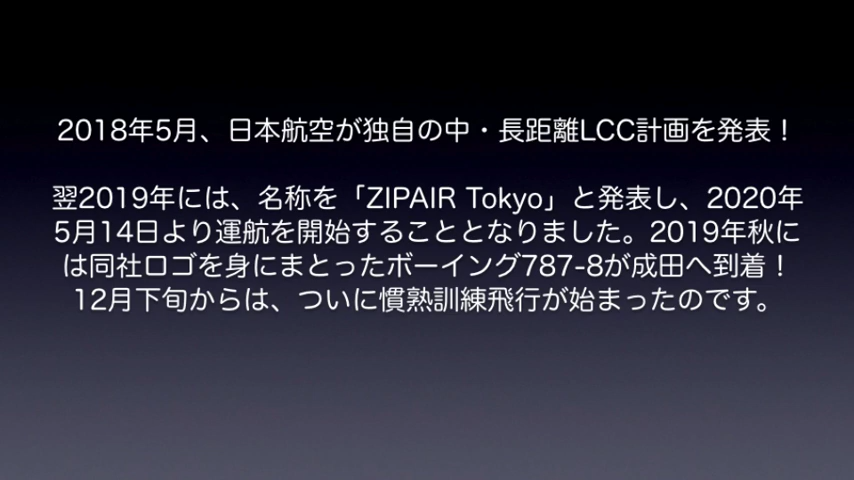 2018年5月、日本航空が独自の中・長距離LCC計画を発表！
翌2019年には、名称を「ZIPAIR Tokyo」と発表し、2020年
5月14日より運航を開始することとなりました。2019年秋に
は同社ロゴを身にまとったボーイング787-8が成田へ到着！
12月下旬からは、ついに慣熟訓練飛行が始まったのです。